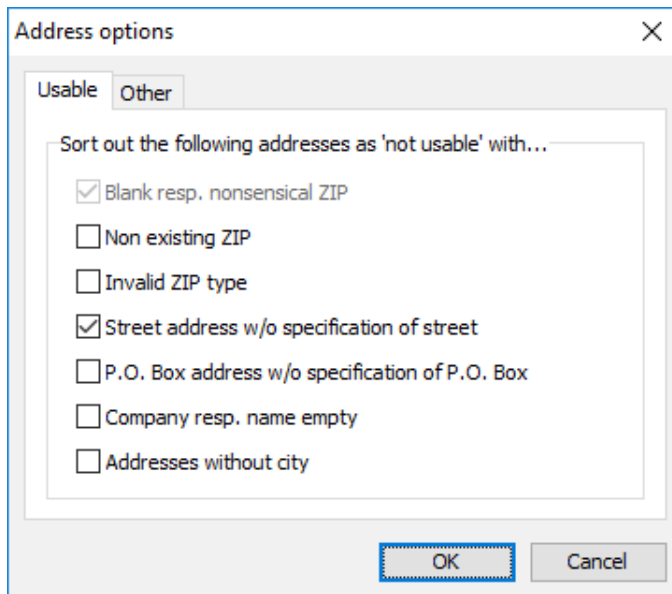 Address options
Usable
Other
Sort out the following addresses as 'not usable' with...
Blank resp. nonsensical ZIP
Non existing ZIP
Invalid ZIP type
Street address w/o specification of street
P.O. Box address w/o specification of P.O. Box
Company resp. name empty
Addresses without city
OK
Cancel